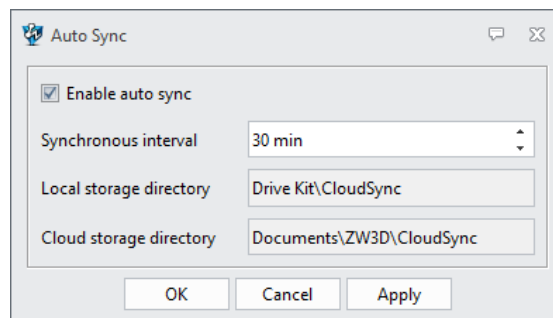 Auto Sync
Enable auto sync
Synchronous interval 30 min
Local storage directory Drive Kit\CloudSync
Cloud storage directory Documents\ZW3D\CloudSync
OK Cancel Apply